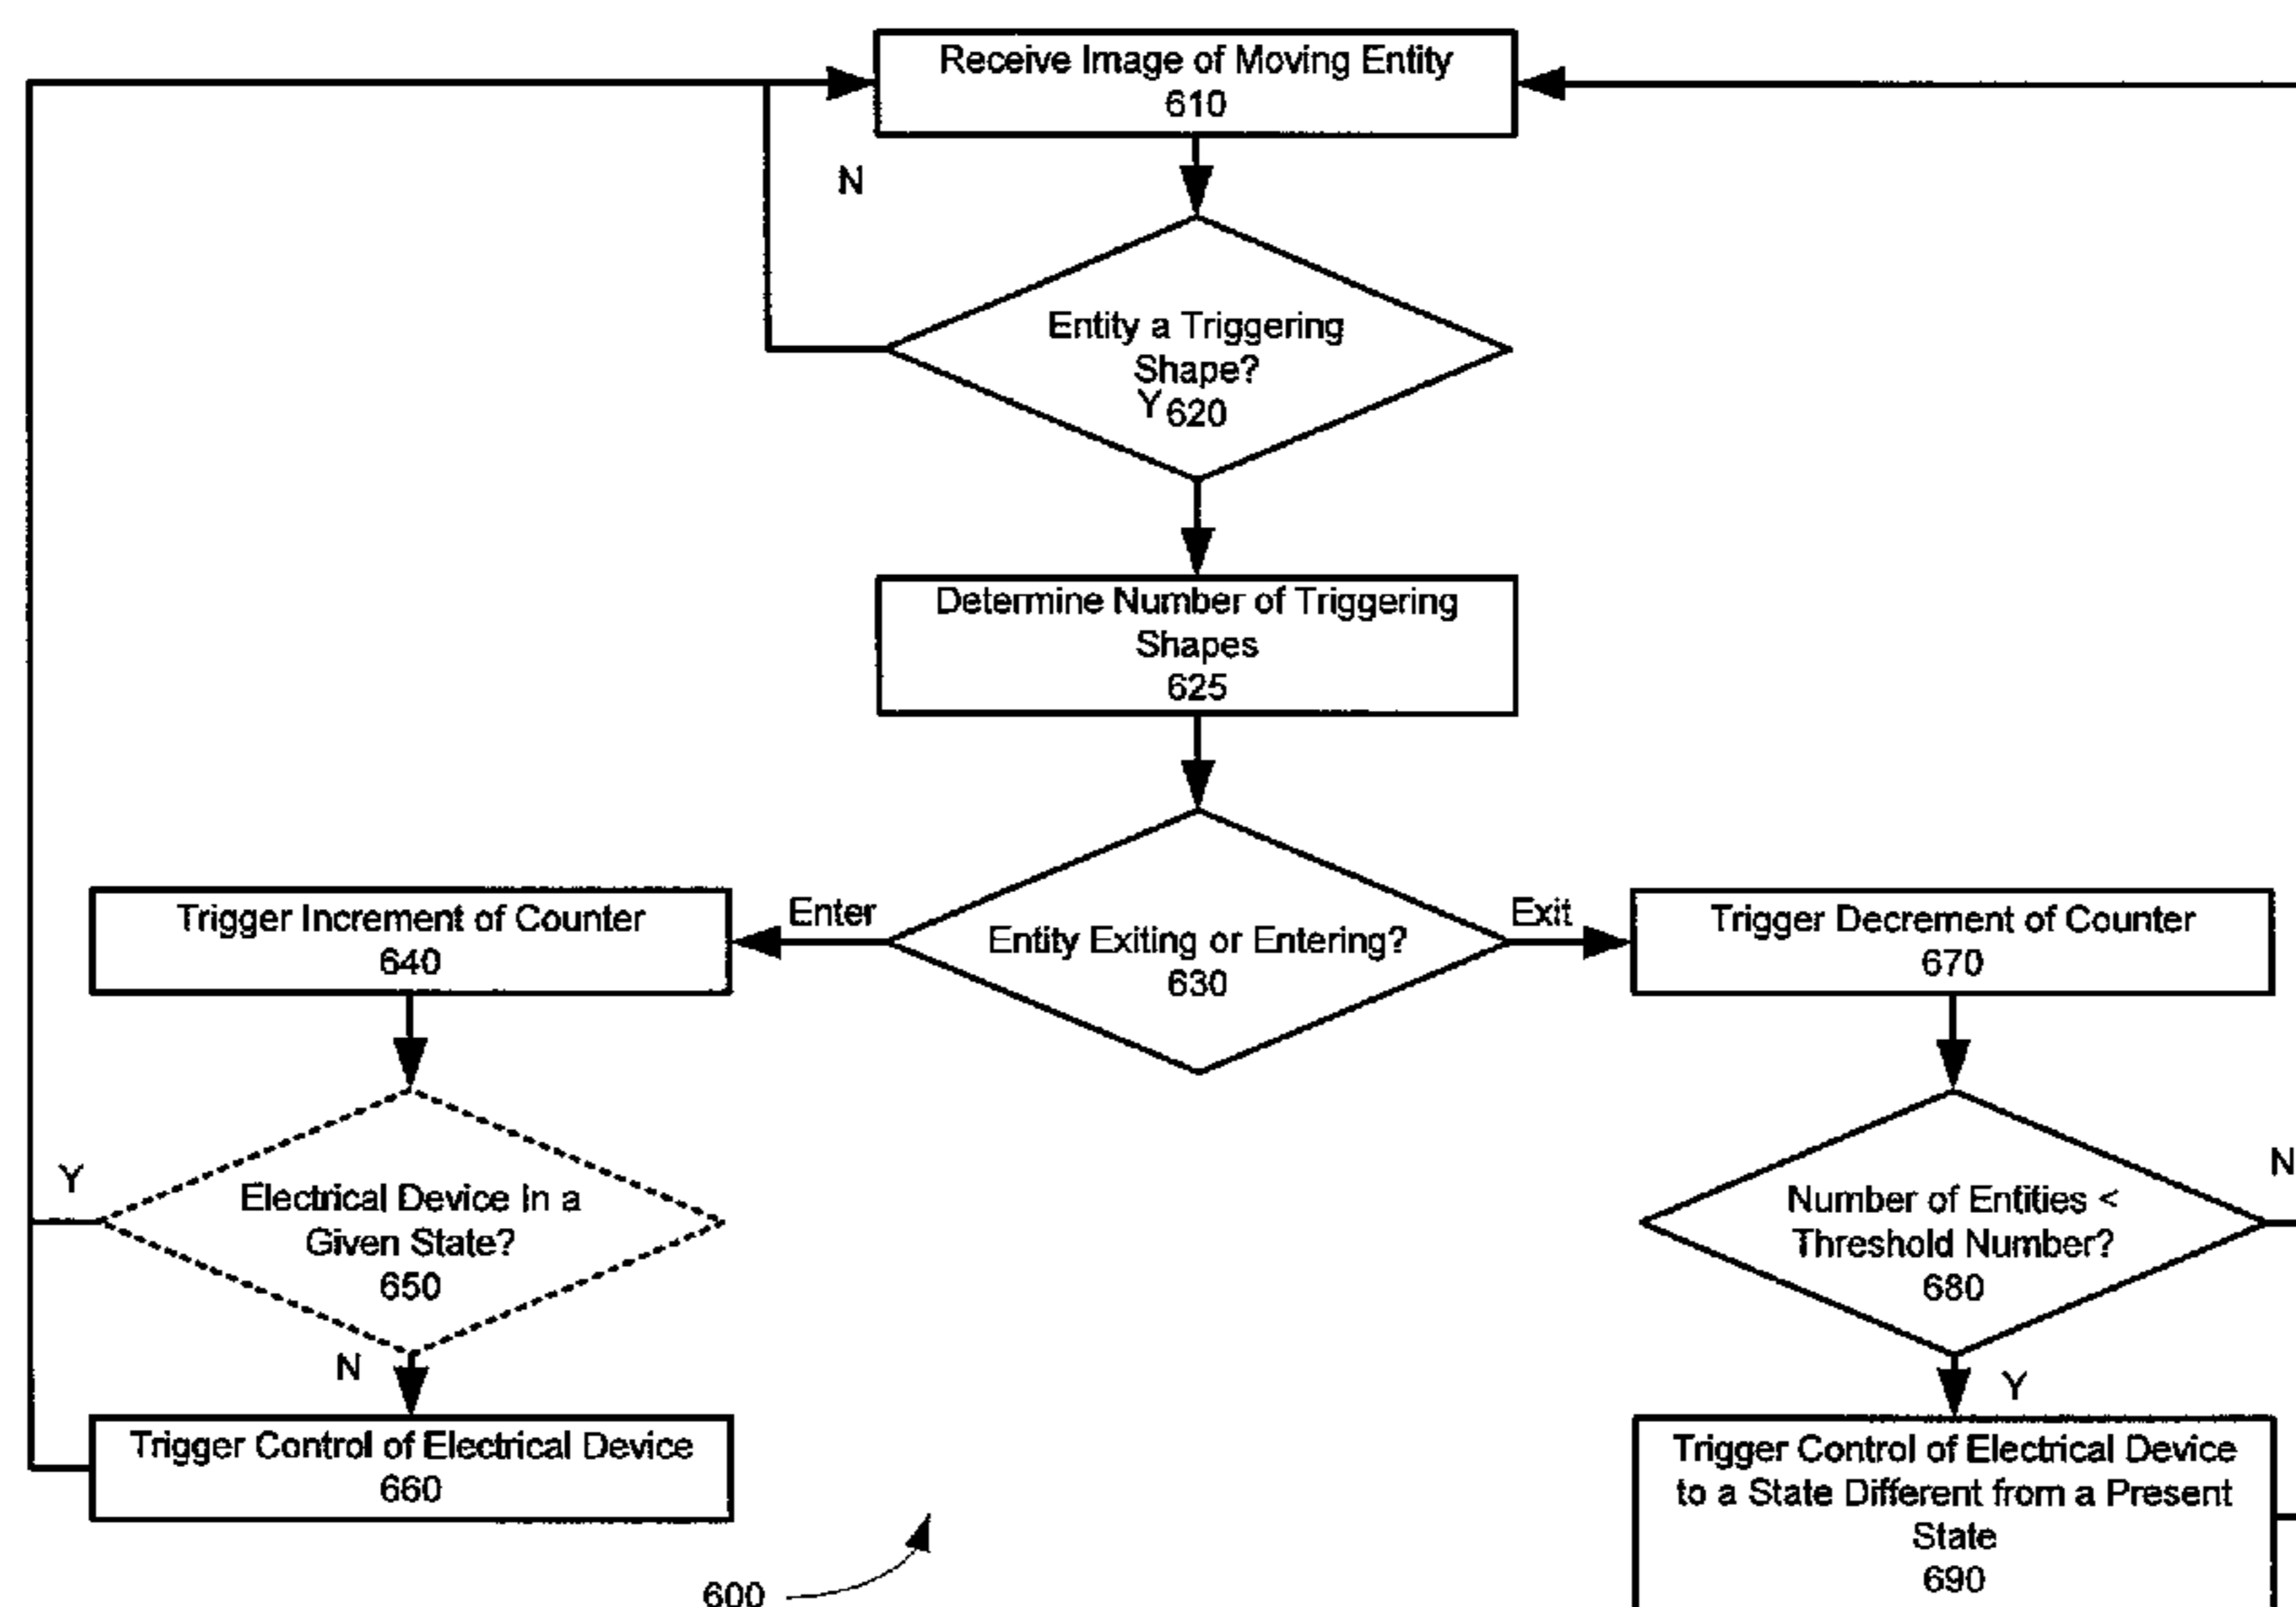 Receive Image of Moving Entity
610
N
Entity a Triggering
Shape?
Y 620
Determine Number of Triggering
Shapes
625
Enter
Exit
Trigger Increment of Counter
640
Entity Exiting or Entering?
630
Trigger Decrement of Counter
670
Y
Electrical Device In a
Given State?
650
N
Number of Entities <
Threshold Number?
680
N
Y
Trigger Control of Electrical Device
660
Trigger Control of Electrical Device
to a State Different from a Present
State
690
600